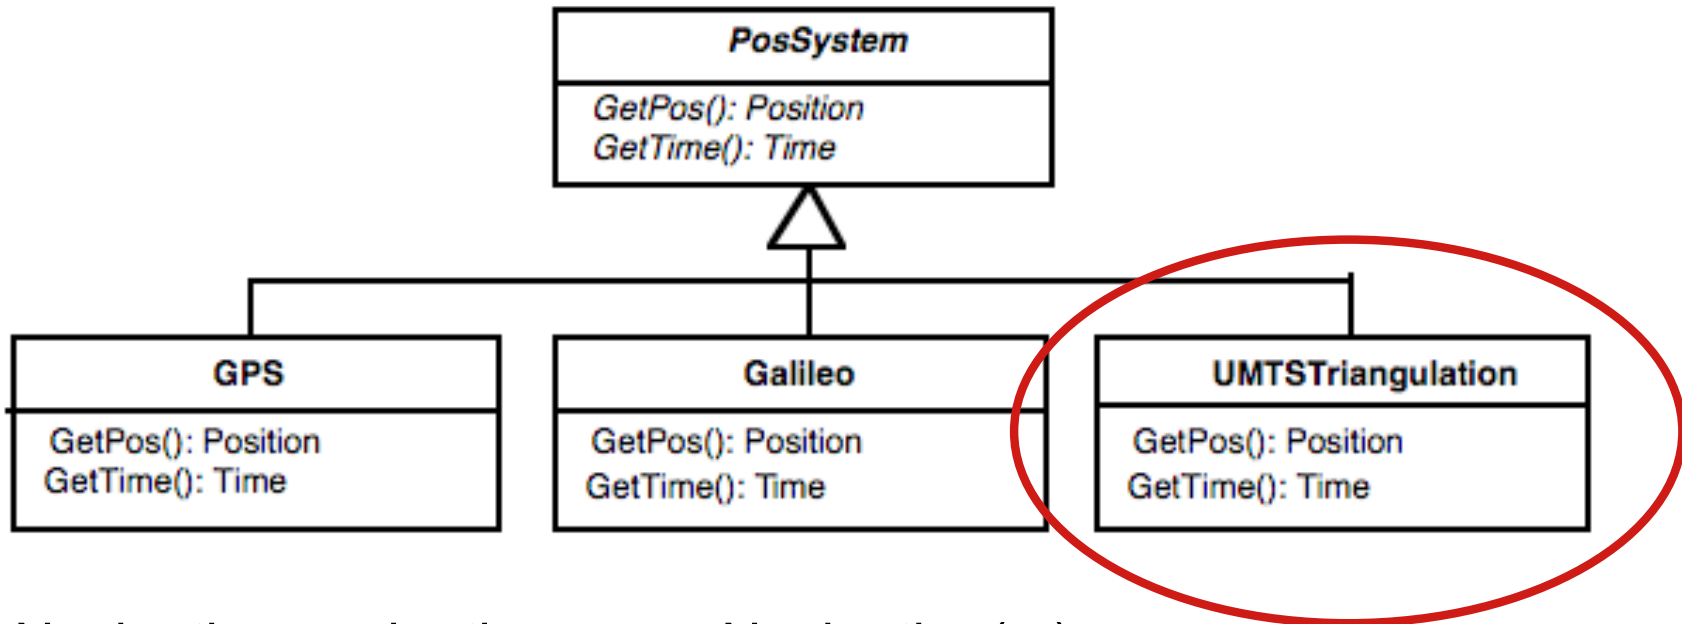 PosSystem
GetPos(): Position
GetTime(): Time
GPS
GetPos(): Position
GetTime(): Time
Galileo
GetPos(): Position
GetTime(): Time
UMTSTriangulation
GetPos(): Position
GetTime(): Time